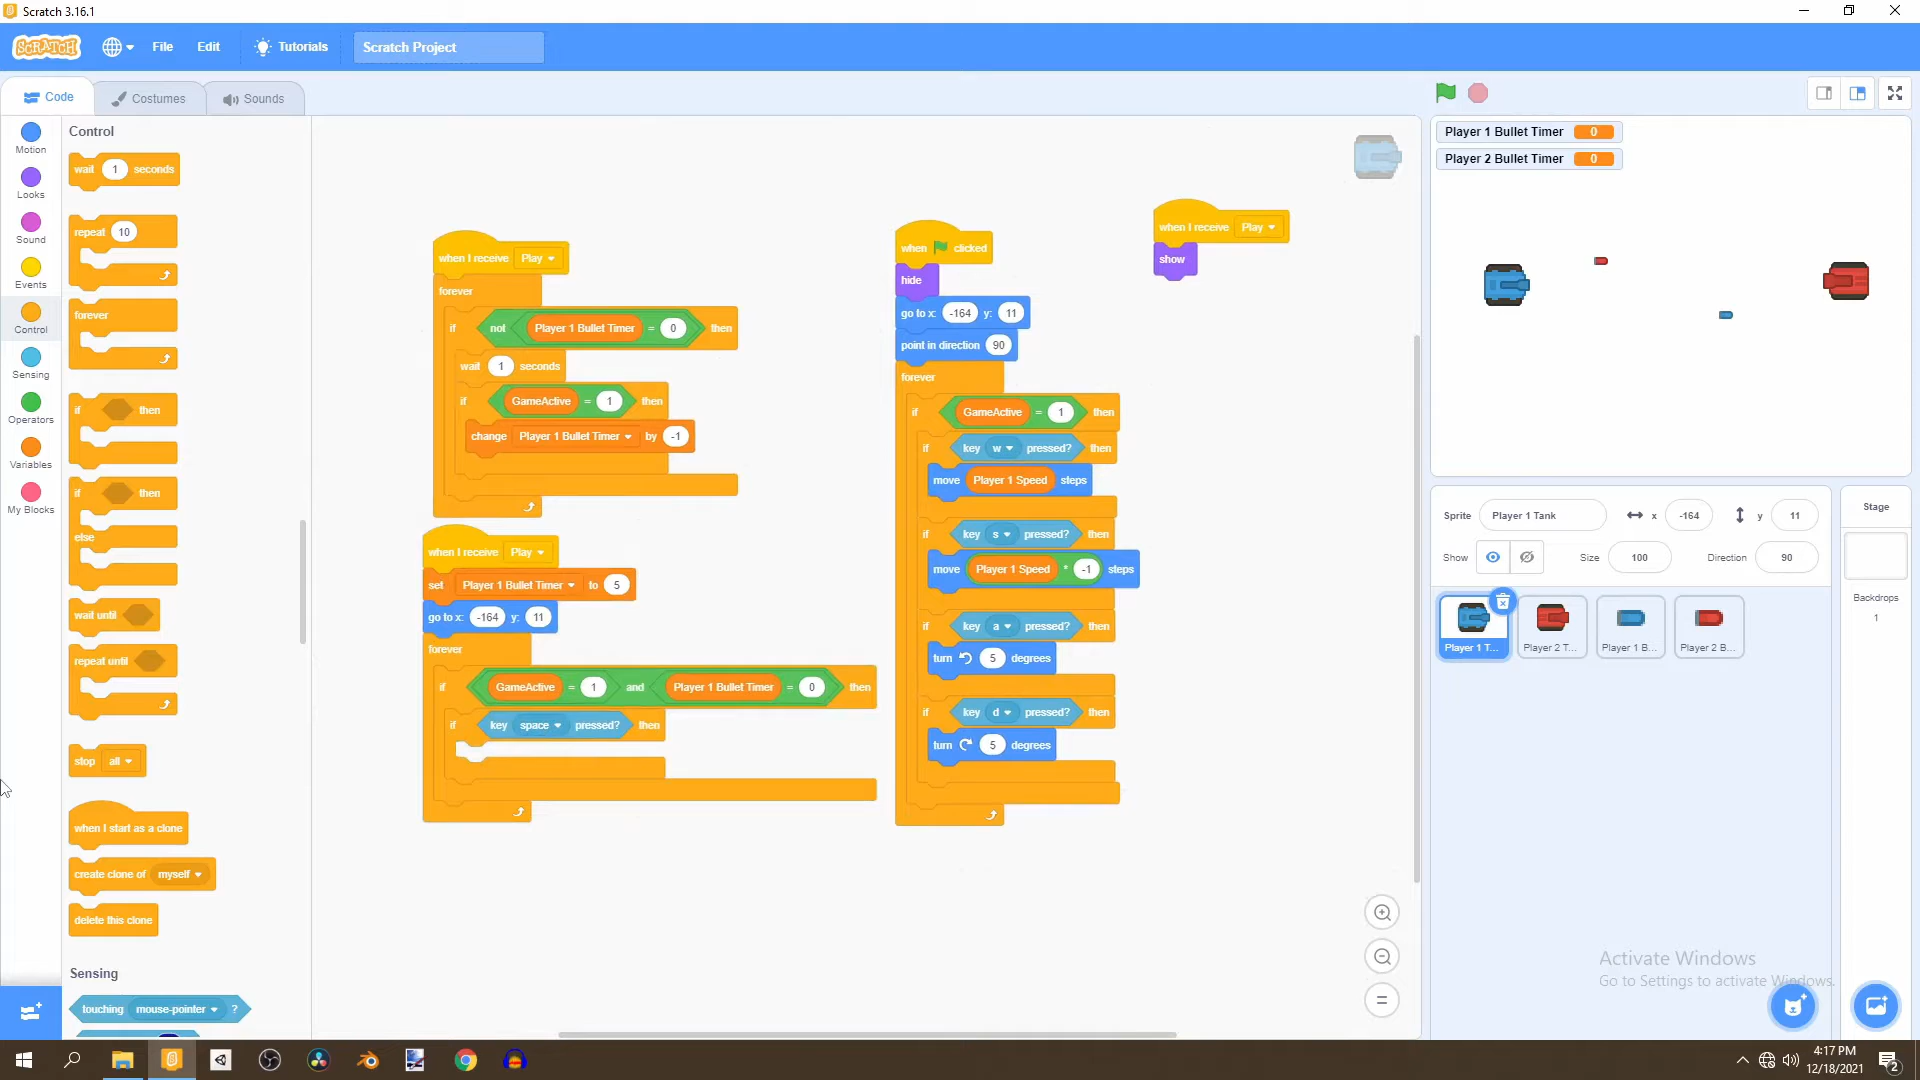 Scratch 3.16.1
SCRATCH
File
Edit
Tutorials
Scratch Project
Code
Costumes
Sounds
Motion
Looks
Sound
Events
Control
Sensing
Operators
Variables
My Blocks
Control
wait 1 seconds
repeat 10
forever
if then
if then
else
wait until
repeat until
stop all
when I start as a clone
create clone of myself
delete this clone
Sensing
touching mouse-pointer ?
when I receive Play
forever
if not Player 1 Bullet Timer = 0 then
wait 1 seconds
if GameActive = 1 then
change Player 1 Bullet Timer by -1
when I receive Play
set Player 1 Bullet Timer to 5
go to x: -164 y: 11
forever
if GameActive = 1 and Player 1 Bullet Timer = 0 then
if key space pressed? then
when clicked
hide
go to x: -164 y: 11
point in direction 90
forever
if GameActive = 1 then
if key w pressed? then
move Player 1 Speed steps
if key s pressed? then
move Player 1 Speed * -1 steps
if key a pressed? then
turn 5 degrees
if key d pressed? then
turn 5 degrees
when I receive Play
show
Player 1 Bullet Timer 0
Player 2 Bullet Timer 0
Sprite Player 1 Tank x -164 y 11
Show Size 100 Direction 90
Player 1 T...
Player 2 T...
Player 1 B...
Player 2 B...
Stage
Backdrops
1
Activate Windows
Go to Settings to activate Windows.
4:17 PM
12/18/2021
2